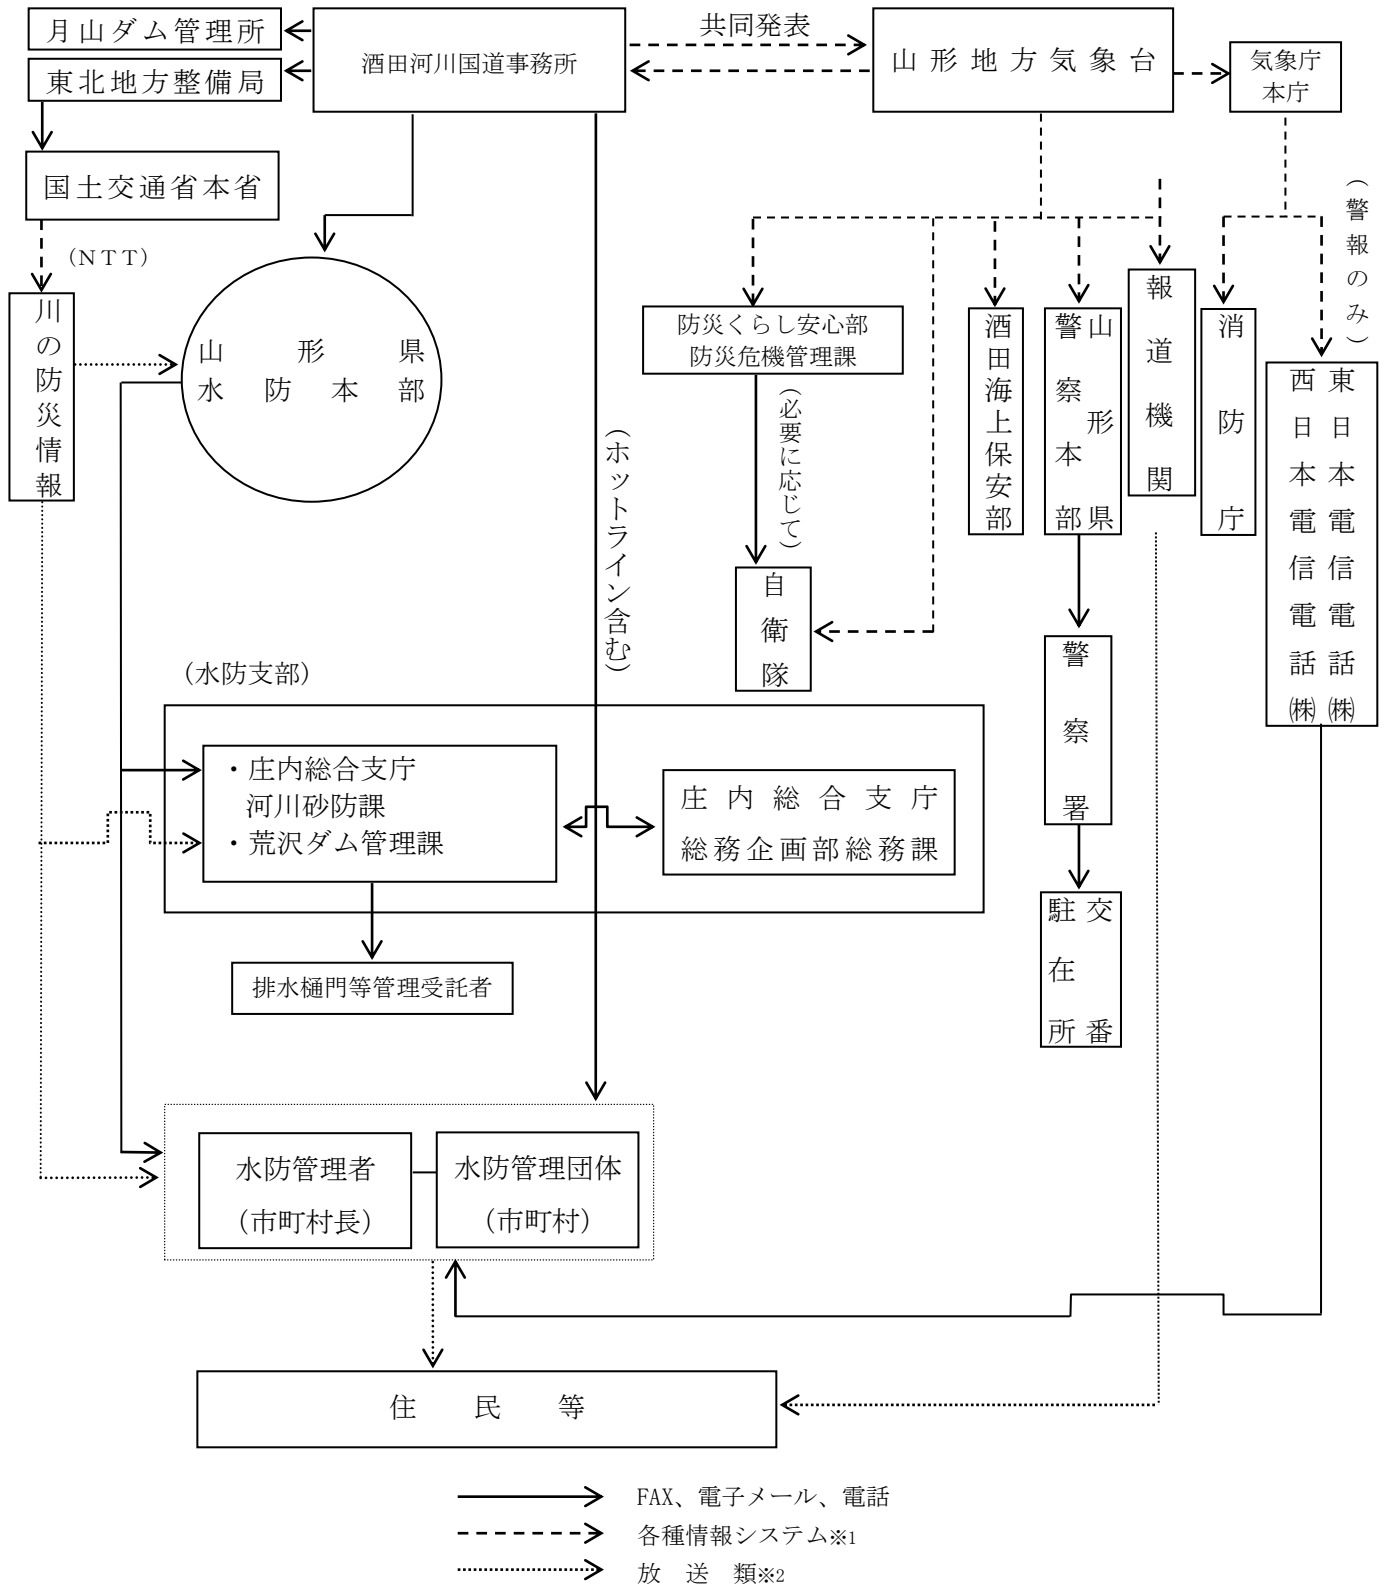 月山ダム管理所
東北地方整備局
酒田河川国道事務所
共同発表
山形地方気象台
気象庁
本庁
国土交通省本省
（NTT）
（警報のみ）
川の防災情報
山形県
水防本部
防災くらし安心部
防災危機管理課
（必要に応じて）
自衛隊
酒田海上保安部
山形県
警察本部
報道機関
消防庁
東日本電信電話㈱
西日本電信電話㈱
（ホットライン含む）
警察署
交番
駐在所
（水防支部）
・庄内総合支庁
河川砂防課
・荒沢ダム管理課
庄内総合支庁
総務企画部総務課
排水樋門等管理受託者
水防管理者
（市町村長）
水防管理団体
（市町村）
住民等
FAX、電子メール、電話
各種情報システム※1
放送類※2